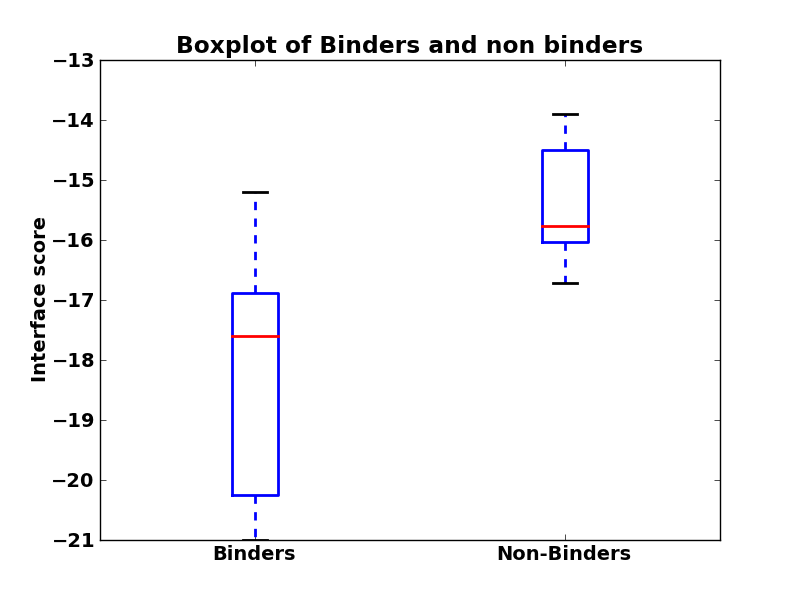 Boxplot of Binders and non binders
Interface score
−13
−14
−15
−16
−17
−18
−19
−20
−21
Binders
Non-Binders